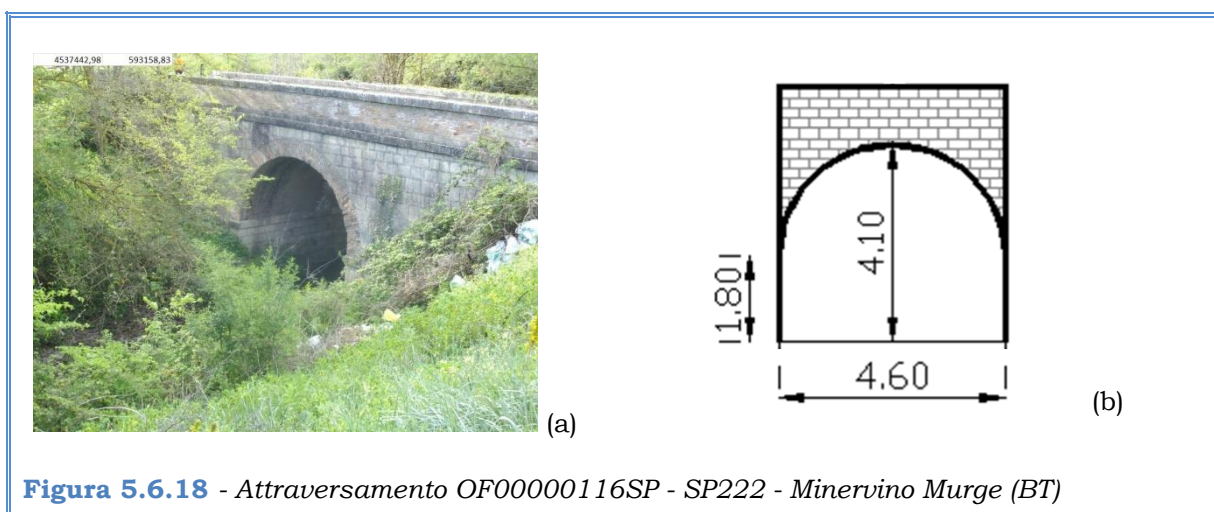 4537442,98 593158,83
4.10
1.80
4.60
(a)
(b)
Figura 5.6.18 - Attraversamento OF00000116SP - SP222 - Minervino Murge (BT)